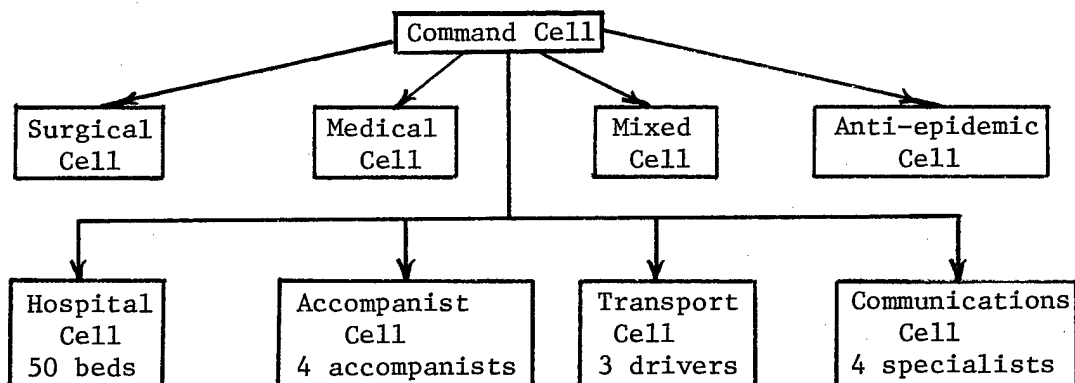 Command Cell
Surgical
Cell
Medical
Cell
Mixed
Cell
Anti-epidemic
Cell
Hospital
Cell
50 beds
Accompanist
Cell
4 accompanists
Transport
Cell
3 drivers
Communications
Cell
4 specialists